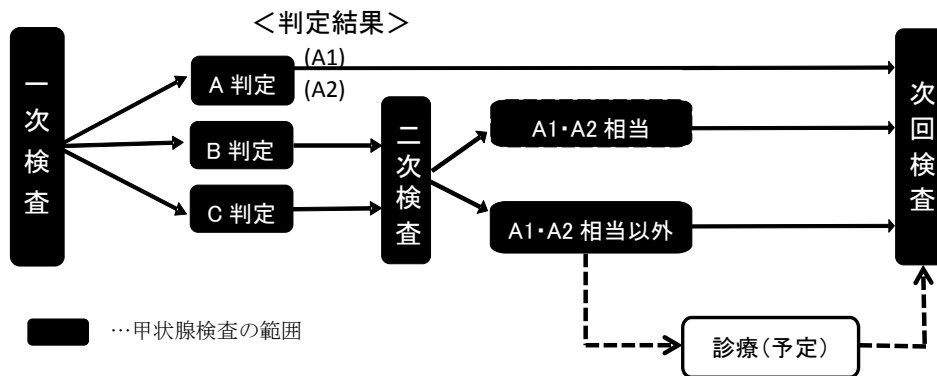 ＜判定結果＞
一次検査
A 判定
(A1)
(A2)
B 判定
C 判定
二次検査
A1・A2 相当
A1・A2 相当以外
次回検査
診療(予定)
…甲状腺検査の範囲